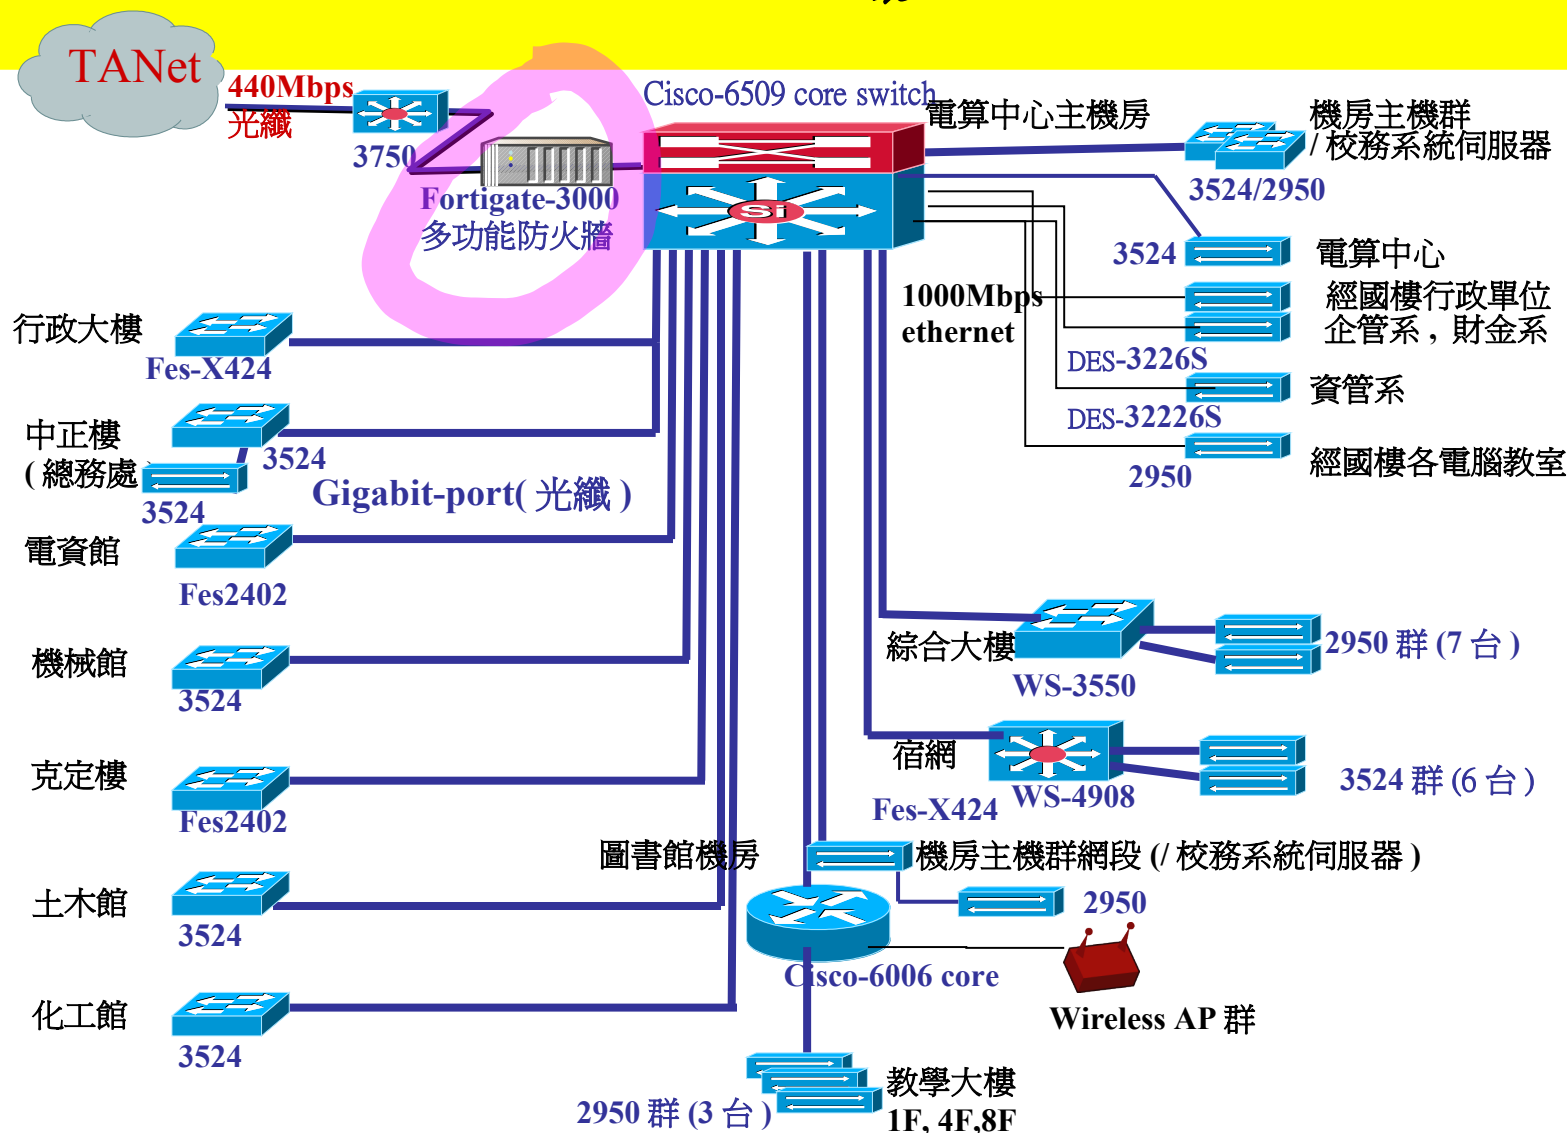 TANet
440Mbps
光纖
3750
Fortigate-3000
多功能防火牆
Cisco-6509 core switch
Si
電算中心主機房
機房主機群
/ 校務系統伺服器
3524/2950
3524
電算中心
1000Mbps
ethernet
經國樓行政單位
企管系 , 財金系
DES-3226S
資管系
DES-32226S
2950
經國樓各電腦教室
行政大樓
Fes-X424
中正樓
( 總務處 )
3524
3524
Gigabit-port( 光纖 )
電資館
Fes2402
機械館
3524
克定樓
Fes2402
土木館
3524
化工館
3524
綜合大樓
WS-3550
2950 群 (7 台 )
宿網
WS-4908
3524 群 (6 台 )
Fes-X424
圖書館機房
機房主機群網段 (/ 校務系統伺服器 )
2950
Cisco-6006 core
Wireless AP 群
2950 群 (3 台 )
教學大樓
1F, 4F,8F